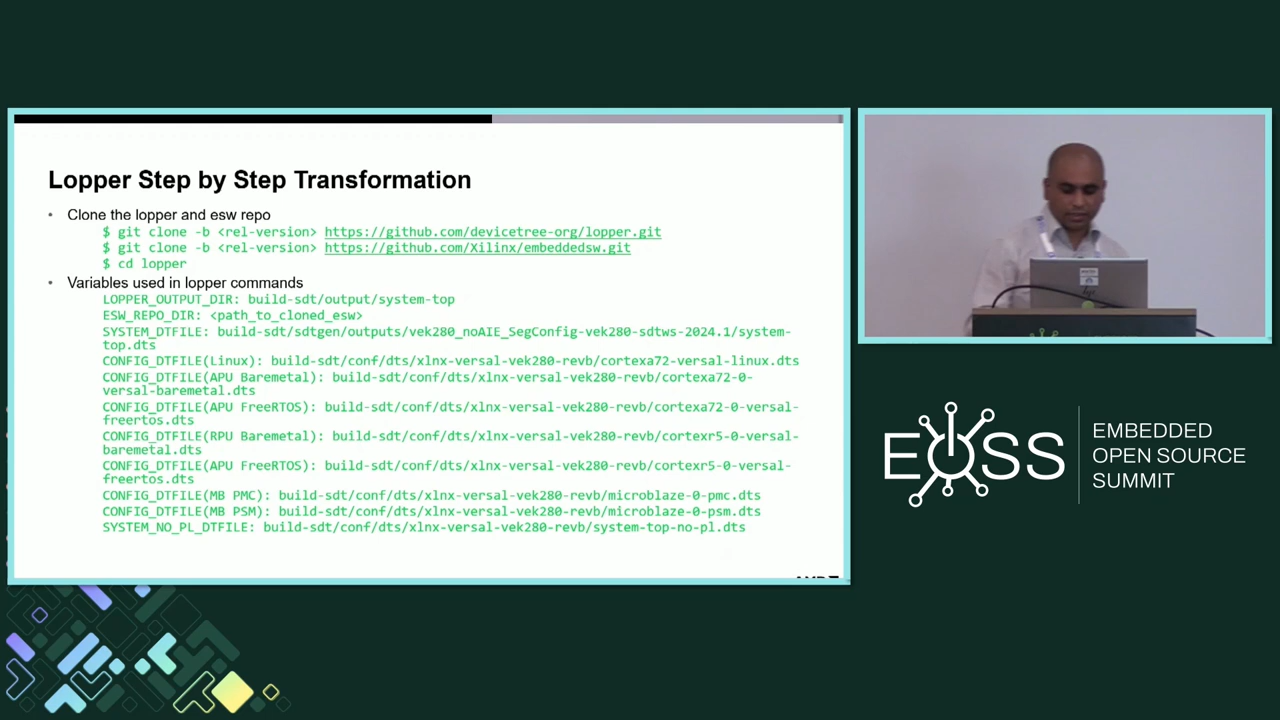 Lopper Step by Step Transformation
• Clone the lopper and esw repo
$ git clone -b <rel-version> https://github.com/devicetree-org/lopper.git
$ git clone -b <rel-version> https://github.com/Xilinx/embeddedsw.git
$ cd lopper
• Variables used in lopper commands
LOPPER_OUTPUT_DIR: build-sdt/output/system-top
ESW_REPO_DIR: <path_to_cloned_esw>
SYSTEM_DTFILE: build-sdt/sdtgen/outputs/vek280_noAIE_SegConfig-vek280-sdtws-2024.1/system-
top.dts
CONFIG_DTFILE(Linux): build-sdt/conf/dts/xlnx-versal-vek280-revb/cortexa72-versal-linux.dts
CONFIG_DTFILE(APU Baremetal): build-sdt/conf/dts/xlnx-versal-vek280-revb/cortexa72-0-
versal-baremetal.dts
CONFIG_DTFILE(APU FreeRTOS): build-sdt/conf/dts/xlnx-versal-vek280-revb/cortexa72-0-versal-
freertos.dts
CONFIG_DTFILE(RPU Baremetal): build-sdt/conf/dts/xlnx-versal-vek280-revb/cortexr5-0-versal-
baremetal.dts
CONFIG_DTFILE(APU FreeRTOS): build-sdt/conf/dts/xlnx-versal-vek280-revb/cortexr5-0-versal-
freertos.dts
CONFIG_DTFILE(MB PMC): build-sdt/conf/dts/xlnx-versal-vek280-revb/microblaze-0-pmc.dts
CONFIG_DTFILE(MB PSM): build-sdt/conf/dts/xlnx-versal-vek280-revb/microblaze-0-psm.dts
SYSTEM_NO_PL_DTFILE: build-sdt/conf/dts/xlnx-versal-vek280-revb/system-top-no-pl.dts
EOSS
EMBEDDED
OPEN SOURCE
SUMMIT